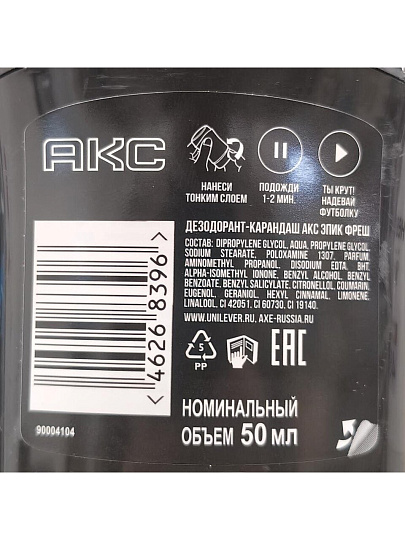 АКС
НАНЕСИ
ТОНКИМ СЛОЕМ
ПОДОЖДИ
1-2 МИН.
ТЫ КРУТ!
НАДЕВАЙ
ФУТБОЛКУ
ДЕЗОДОРАНТ-КАРАНДАШ АКС ЭПИК ФРЕШ
СОСТАВ: DIPROPYLENE GLYCOL, AQUA, PROPYLENE GLYCOL,
SODIUM STEARATE, POLOXAMINE 1307, PARFUM,
AMINOMETHYL PROPANOL, DISODIUM EDTA, BHT,
ALPHA-ISOMETHYL IONONE, BENZYL ALCOHOL, BENZYL
BENZOATE, BENZYL SALICYLATE, CITRONELLOL, COUMARIN,
EUGENOL, GERANIOL, HEXYL CINNAMAL, LIMONENE,
LINALOOL, CI 42051, CI 60730, CI 19140.
WWW.UNILEVER.RU, AXE-RUSSIA.RU
5
PP
EAC
< 4626 8396 >
НОМИНАЛЬНЫЙ
ОБЪЕМ 50 МЛ
90004104